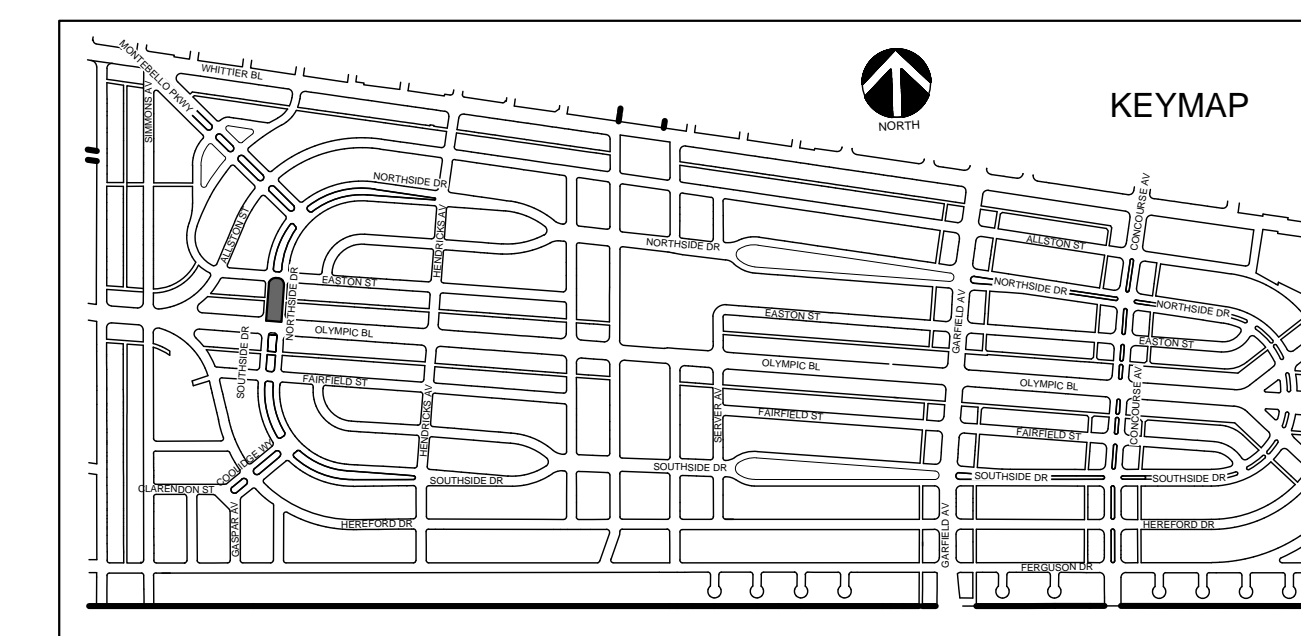 KEYMAP
NORTH
MONTEBELLO PKWY
WHITTIER BL
SIMMONS AV
NORTHSIDE DR
HENDRICKS AV
ALLSTON ST
EASTON ST
NORTHSIDE DR
OLYMPIC BL
SOUTHSIDE DR
FAIRFIELD ST
HENDRICKS AV
COOLIDGE WY
CLARENDON ST
GASPAR AV
SOUTHSIDE DR
HEREFORD DR
NORTHSIDE DR
EASTON ST
OLYMPIC BL
SERVER AV
FAIRFIELD ST
SOUTHSIDE DR
GARFIELD AV
GARFIELD AV
CONCOURSE AV
ALLSTON ST
NORTHSIDE DR
NORTHSIDE DR
EASTON ST
OLYMPIC BL
CONCOURSE AV
FAIRFIELD ST
SOUTHSIDE DR
SOUTHSIDE DR
HEREFORD DR
FERGUSON DR